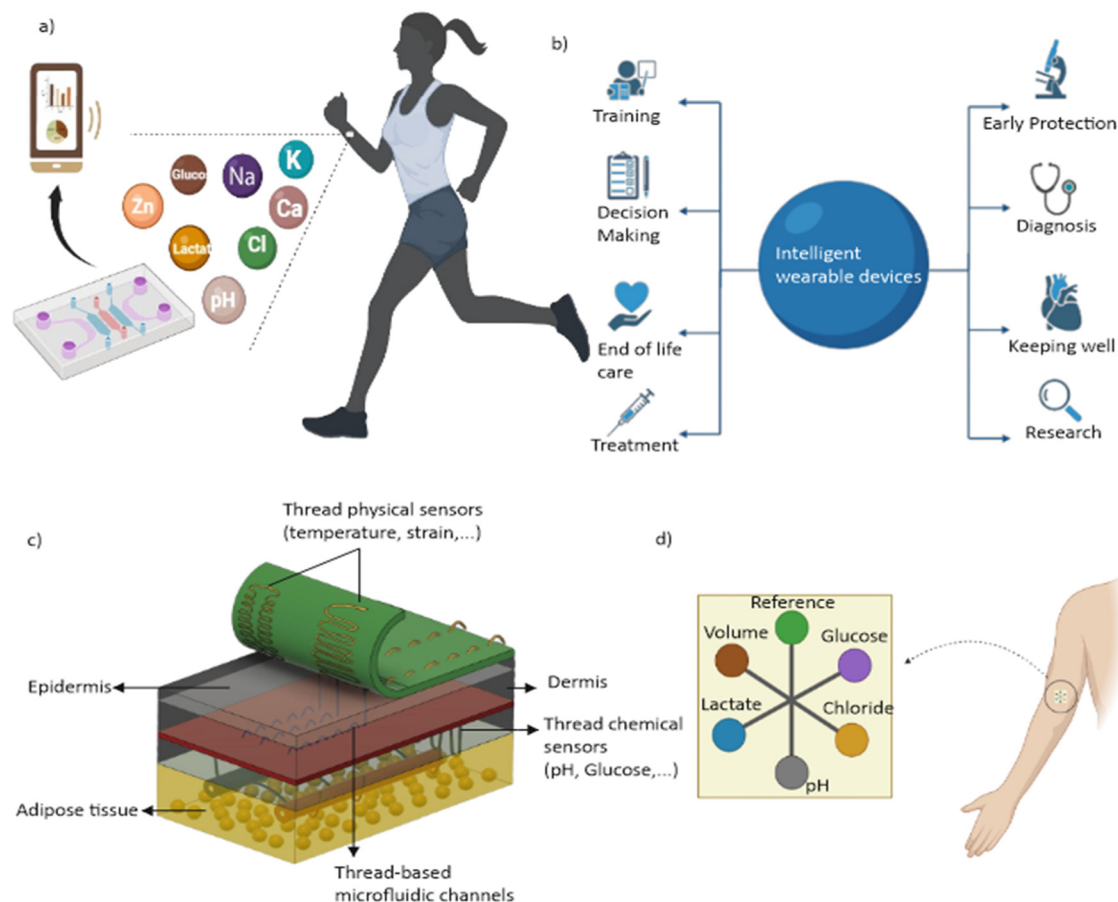 a)
Glucos
Na
K
Zn
Ca
Lactat
Cl
pH
b)
Training
Decision
Making
End of life
care
Treatment
Intelligent
wearable devices
Early Protection
Diagnosis
Keeping well
Research
c)
Thread physical sensors
(temperature, strain,...)
Epidermis
Dermis
Thread chemical
sensors
(pH, Glucose,...)
Adipose tissue
Thread-based
microfluidic channels
d)
Reference
Volume
Glucose
Lactate
Chloride
pH